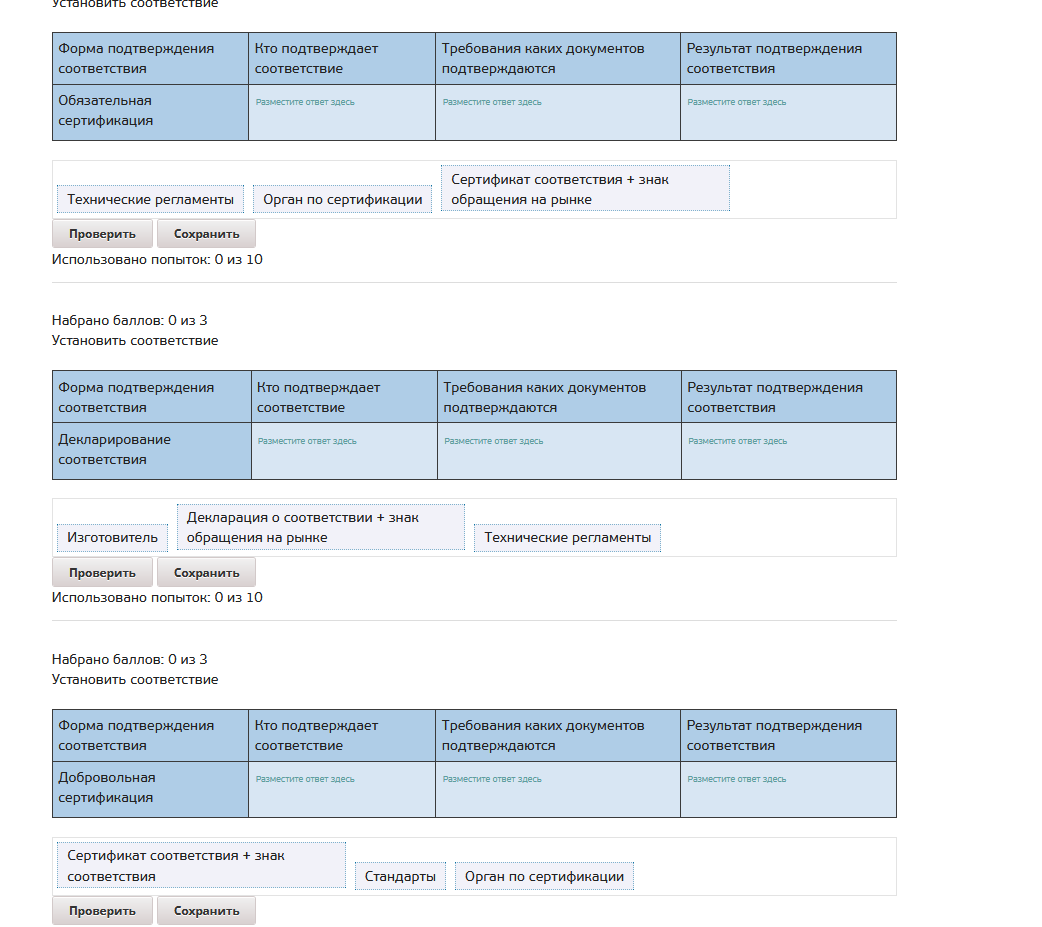 Установить соответствие
Форма подтверждения соответствия
Кто подтверждает соответствие
Требования каких документов подтверждаются
Результат подтверждения соответствия
Обязательная сертификация
Разместите ответ здесь
Разместите ответ здесь
Разместите ответ здесь
Технические регламенты
Орган по сертификации
Сертификат соответствия + знак
обращения на рынке
Проверить Сохранить
Использовано попыток: 0 из 10
Набрано баллов: 0 из 3
Установить соответствие
Форма подтверждения соответствия
Кто подтверждает соответствие
Требования каких документов подтверждаются
Результат подтверждения соответствия
Декларирование соответствия
Разместите ответ здесь
Разместите ответ здесь
Разместите ответ здесь
Изготовитель
Декларация о соответствии + знак
обращения на рынке
Технические регламенты
Проверить Сохранить
Использовано попыток: 0 из 10
Набрано баллов: 0 из 3
Установить соответствие
Форма подтверждения соответствия
Кто подтверждает соответствие
Требования каких документов подтверждаются
Результат подтверждения соответствия
Добровольная сертификация
Разместите ответ здесь
Разместите ответ здесь
Разместите ответ здесь
Сертификат соответствия + знак
соответствия
Стандарты
Орган по сертификации
Проверить Сохранить